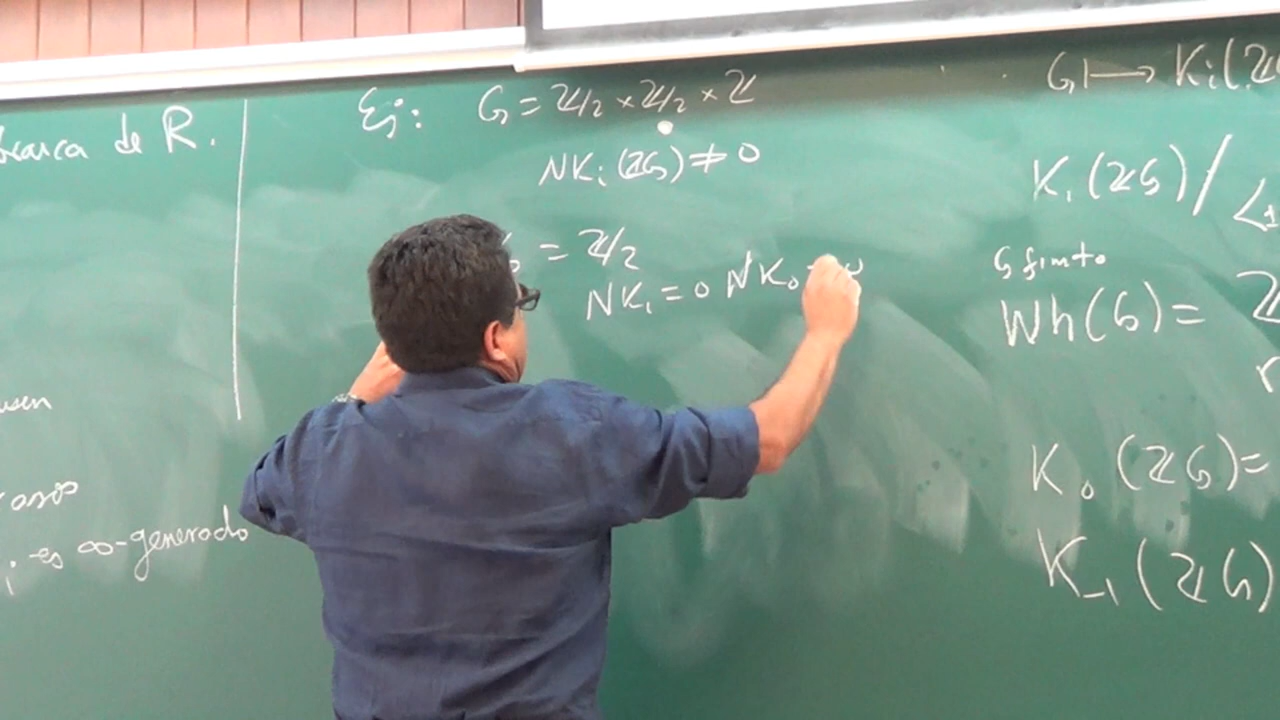 de R.
es ∞-generado
Ej: G = Z/2 × Z/2 × Z
NKi (ZG) ≠ 0
= Z/2
NK₁ = 0 NK₀
G ⟼ Ki(Z
K₁(ZG)/
G finito
Wh(G) =
K₀ (ZG) =
K₋₁ (ZG)